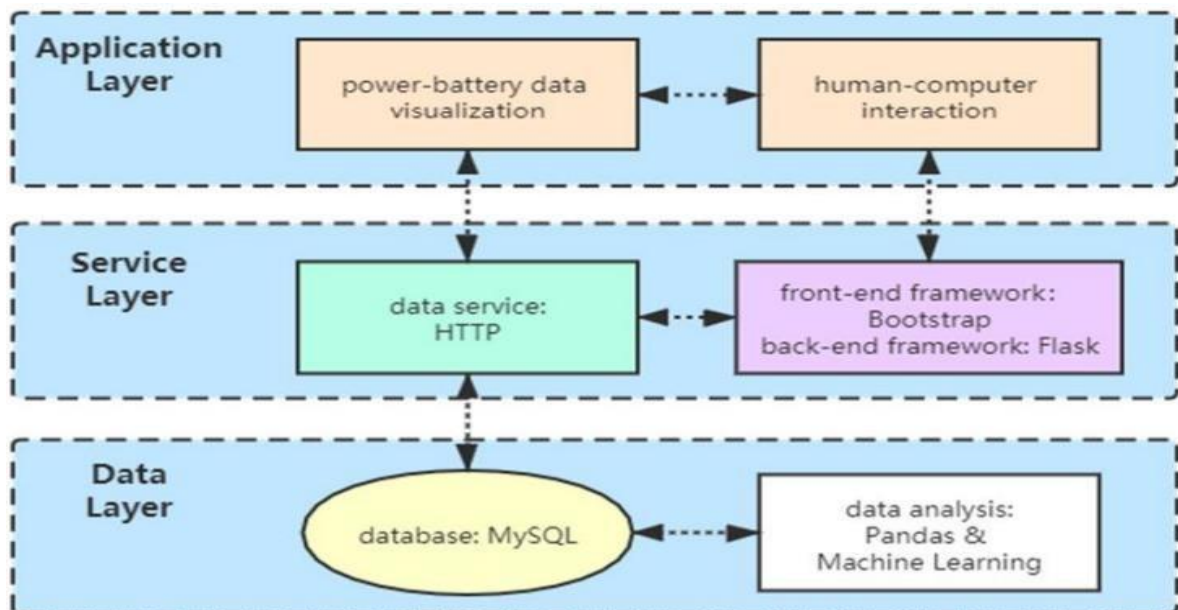 Application
Layer
power-battery data
visualization
human-computer
interaction
Service
Layer
data service:
HTTP
front-end framework:
Bootstrap
back-end framework: Flask
Data
Layer
database: MySQL
data analysis:
Pandas &
Machine Learning